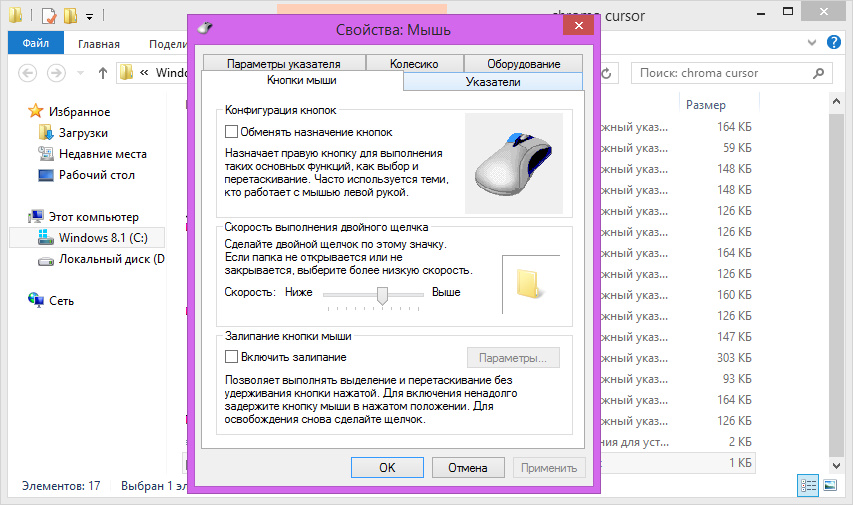 chroma cursor
Свойства: Мышь
Файл
Главная
Параметры указателя
Колесико
Оборудование
Кнопки мыши
Указатели
« Windo
Поиск: chroma cursor
Размер
Избранное
Загрузки
Недавние места
Рабочий стол
Этот компьютер
Windows 8.1 (C:)
Локальный диск (D
Сеть
Конфигурация кнопок
Обменять назначение кнопок
Назначает правую кнопку для выполнения
таких основных функций, как выбор и
перетаскивание. Часто используется теми,
кто работает с мышью левой рукой.
Скорость выполнения двойного щелчка
Сделайте двойной щелчок по этому значку.
Если папка не открывается или не
закрывается, выберите более низкую скорость.
Скорость: Ниже Выше
Залипание кнопки мыши
Включить залипание
Параметры...
Позволяет выполнять выделение и перетаскивание без
удерживания кнопки нажатой. Для включения ненадолго
задержите кнопку мыши в нажатом положении. Для
освобождения снова сделайте щелчок.
OK
Отмена
Применить
жный указ... 164 КБ
жный указ... 59 КБ
жный указ... 148 КБ
жный указ... 148 КБ
жный указ... 126 КБ
жный указ... 126 КБ
жный указ... 164 КБ
жный указ... 126 КБ
жный указ... 160 КБ
жный указ... 126 КБ
жный указ... 147 КБ
жный указ... 303 КБ
жный указ... 93 КБ
жный указ... 164 КБ
жный указ... 126 КБ
ния для уст... 2 КБ
1 КБ
Элементов: 17
Выбран 1 эл